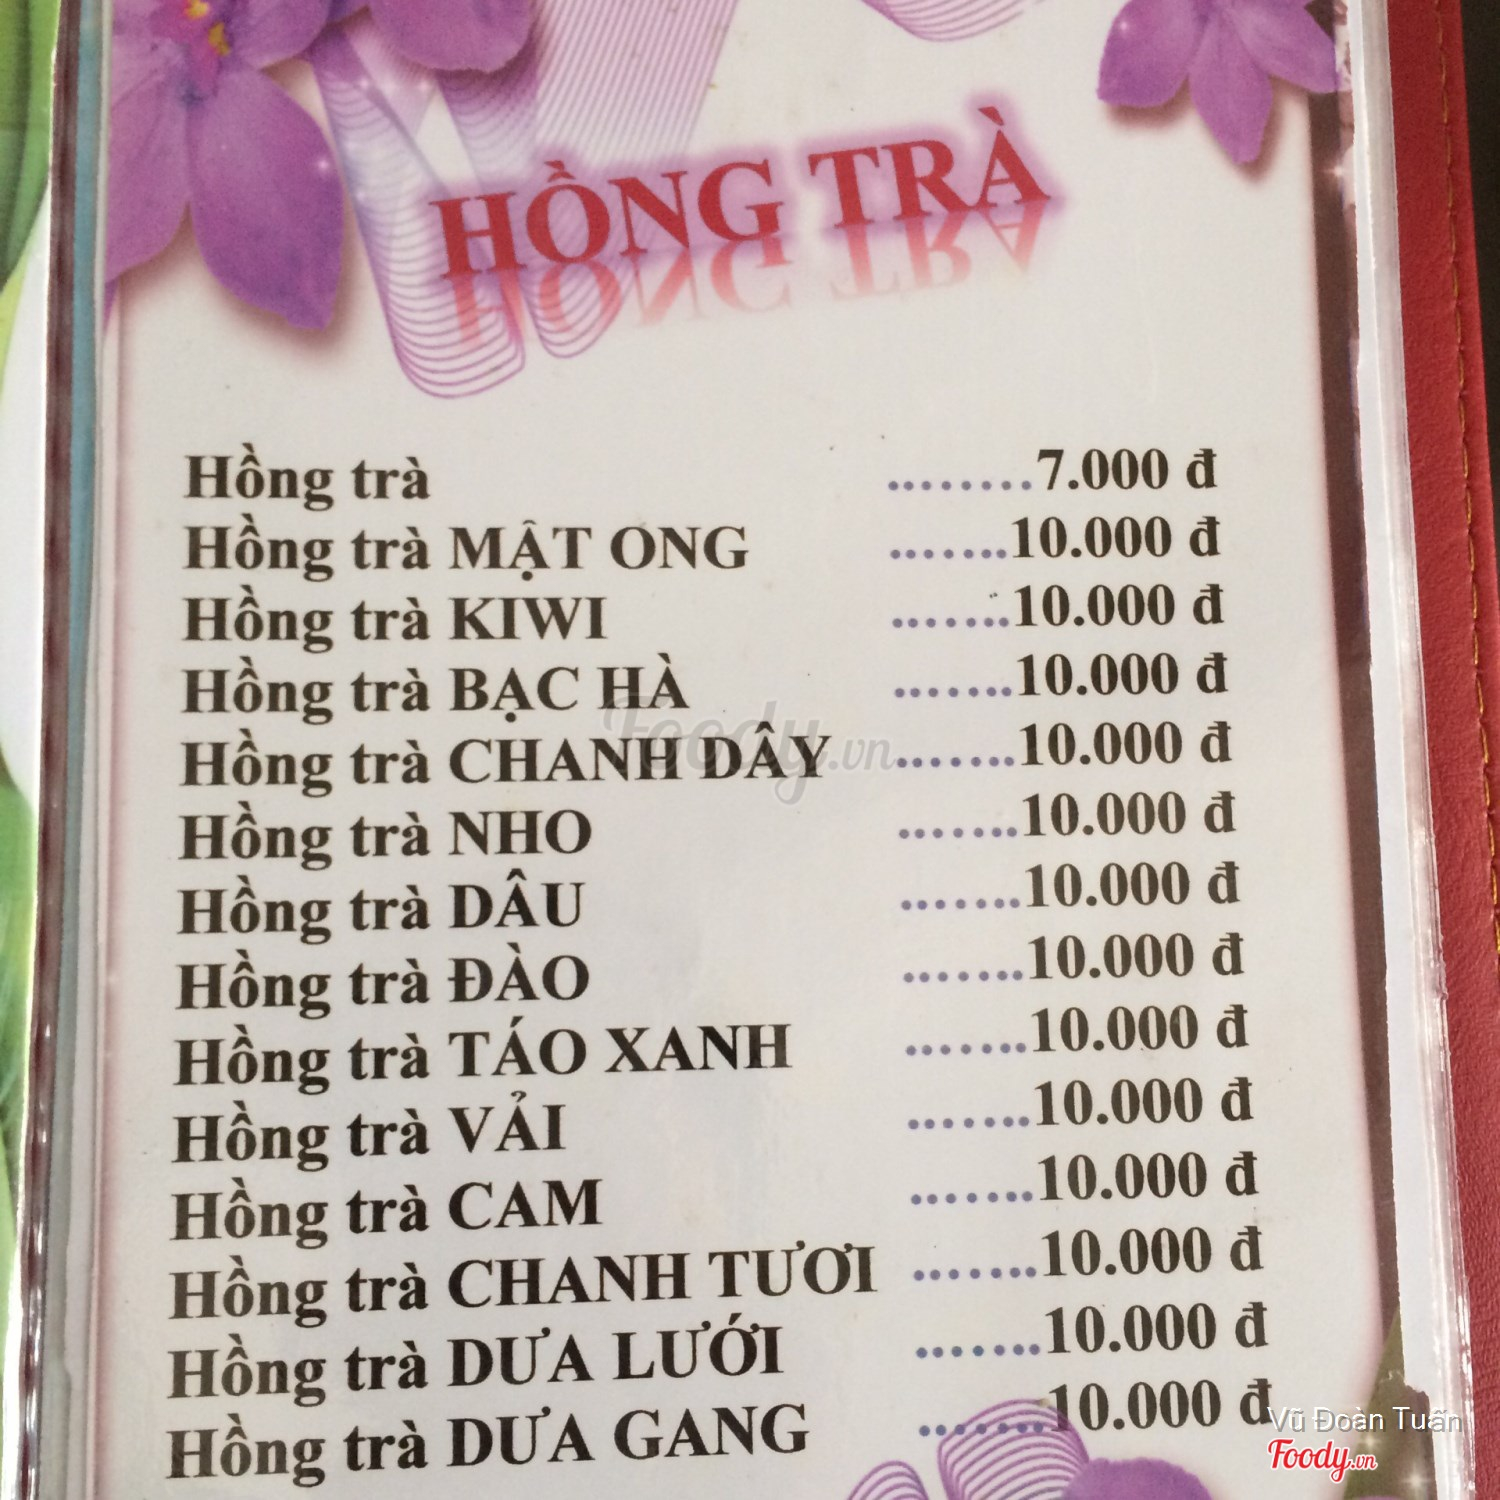 HỒNG TRÀ
Hồng trà ........7.000 đ
Hồng trà MẬT ONG .......10.000 đ
Hồng trà KIWI .......10.000 đ
Hồng trà BẠC HÀ .......10.000 đ
Hồng trà CHANH DÂY .......10.000 đ
Hồng trà NHO .......10.000 đ
Hồng trà DÂU .......10.000 đ
Hồng trà ĐÀO .......10.000 đ
Hồng trà TÁO XANH .......10.000 đ
Hồng trà VẢI .......10.000 đ
Hồng trà CAM .......10.000 đ
Hồng trà CHANH TƯƠI .......10.000 đ
Hồng trà DƯA LƯỚI .......10.000 đ
Hồng trà DƯA GANG .......10.000 đ
Foody.vn
Vũ Đoàn Tuấn
Foody.vn